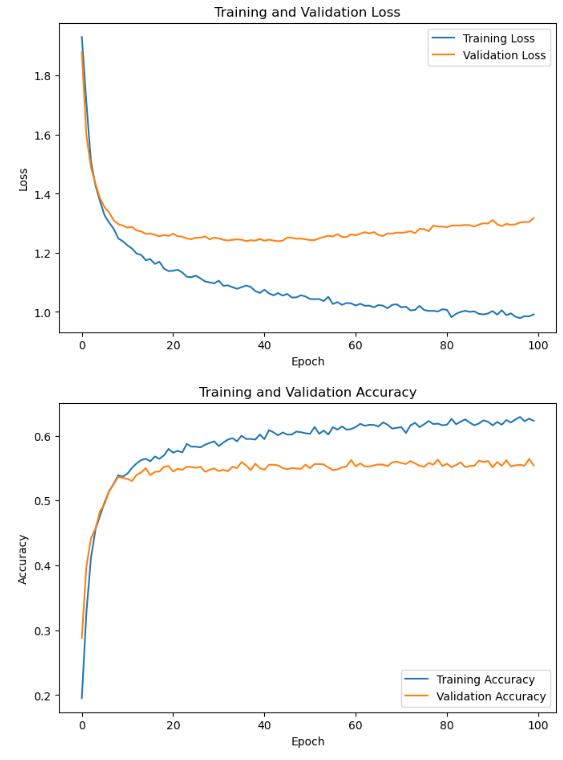 Training and Validation Loss
Training Loss
Validation Loss
1.8
1.6
1.4
1.2
1.0
Loss
0 20 40 60 80 100
Epoch
Training and Validation Accuracy
0.6
0.5
0.4
0.3
0.2
Accuracy
Training Accuracy
Validation Accuracy
0 20 40 60 80 100
Epoch